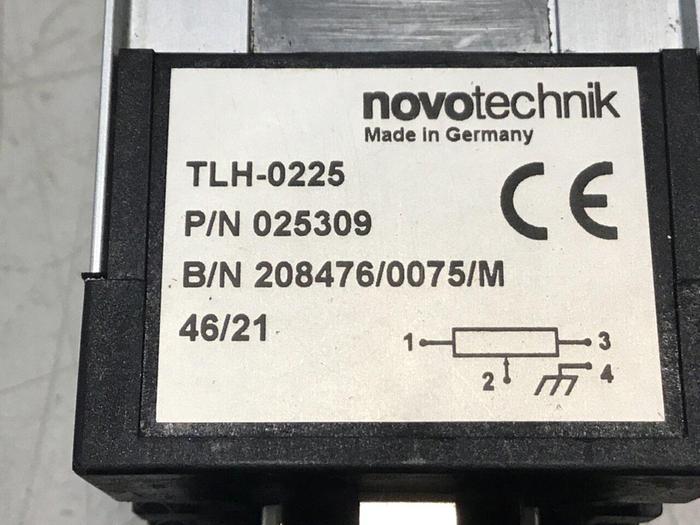 novotechnik
Made in Germany
TLH-0225
CE
P/N 025309
B/N 208476/0075/M
46/21
1 3
2 4